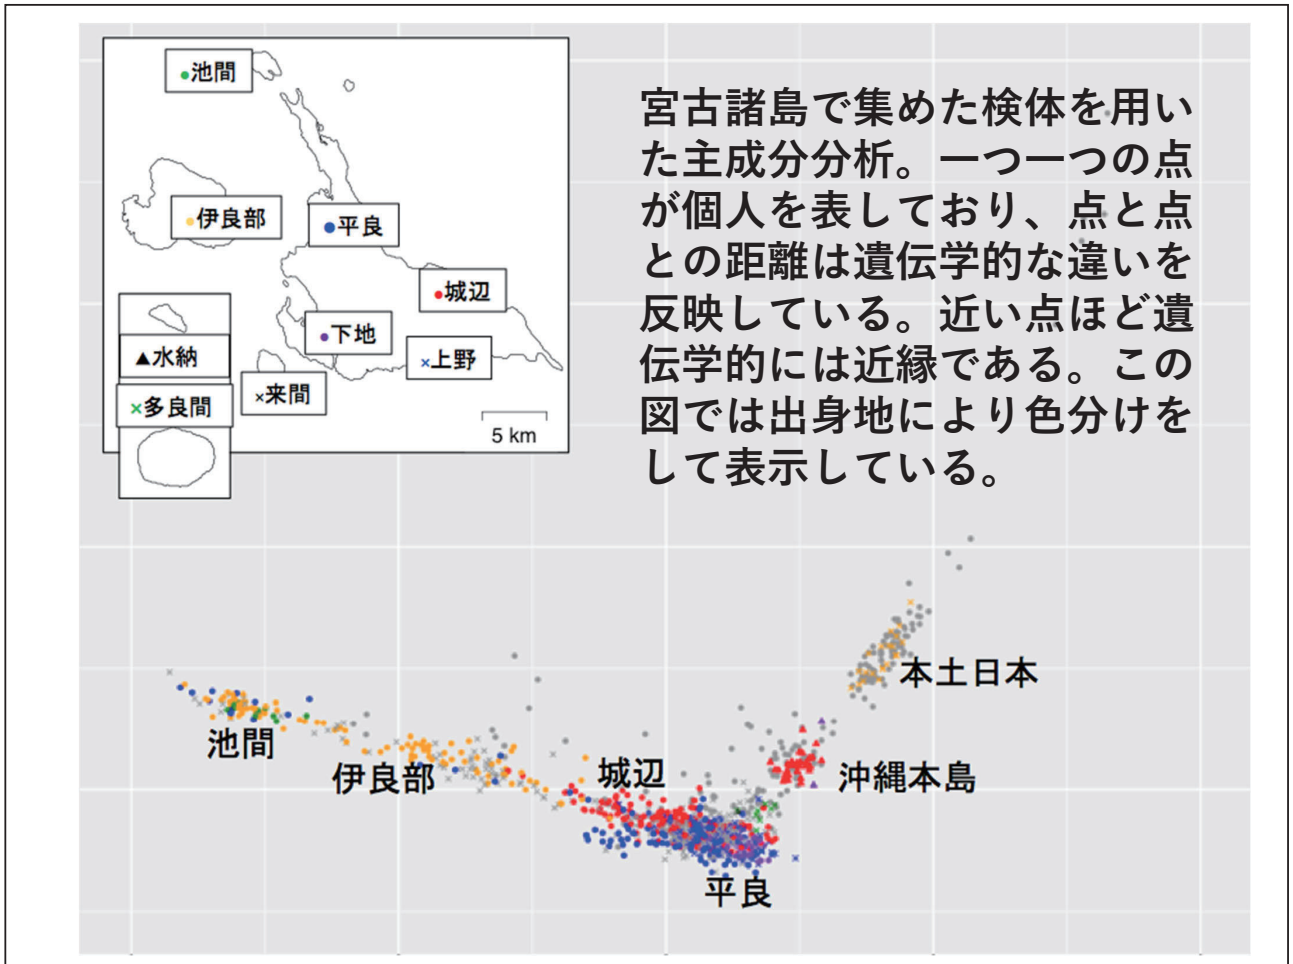 池間
伊良部
平良
城辺
下地
上野
▲水納
×来間
×多良間
5 km
宮古諸島で集めた検体を用い
た主成分分析。一つ一つの点
が個人を表しており、点と点
との距離は遺伝学的な違いを
反映している。近い点ほど遺
伝学的には近縁である。この
図では出身地により色分けを
して表示している。
本土日本
池間
伊良部
城辺
沖縄本島
平良